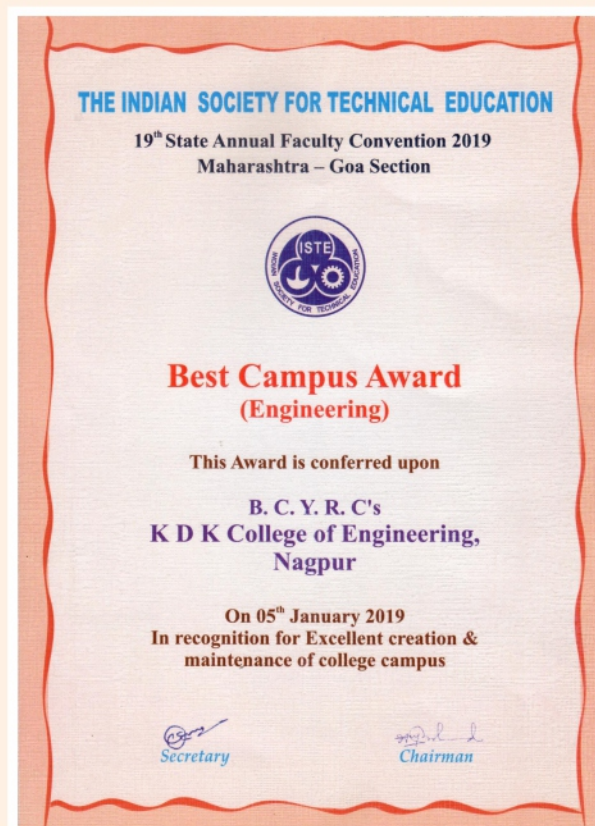 THE INDIAN SOCIETY FOR TECHNICAL EDUCATION
19th State Annual Faculty Convention 2019
Maharashtra – Goa Section
ISTE
INDIAN SOCIETY FOR TECHNICAL EDUCATION
Best Campus Award
(Engineering)
This Award is conferred upon
B. C. Y. R. C's
K D K College of Engineering,
Nagpur
On 05th January 2019
In recognition for Excellent creation &
maintenance of college campus
Secretary
Chairman